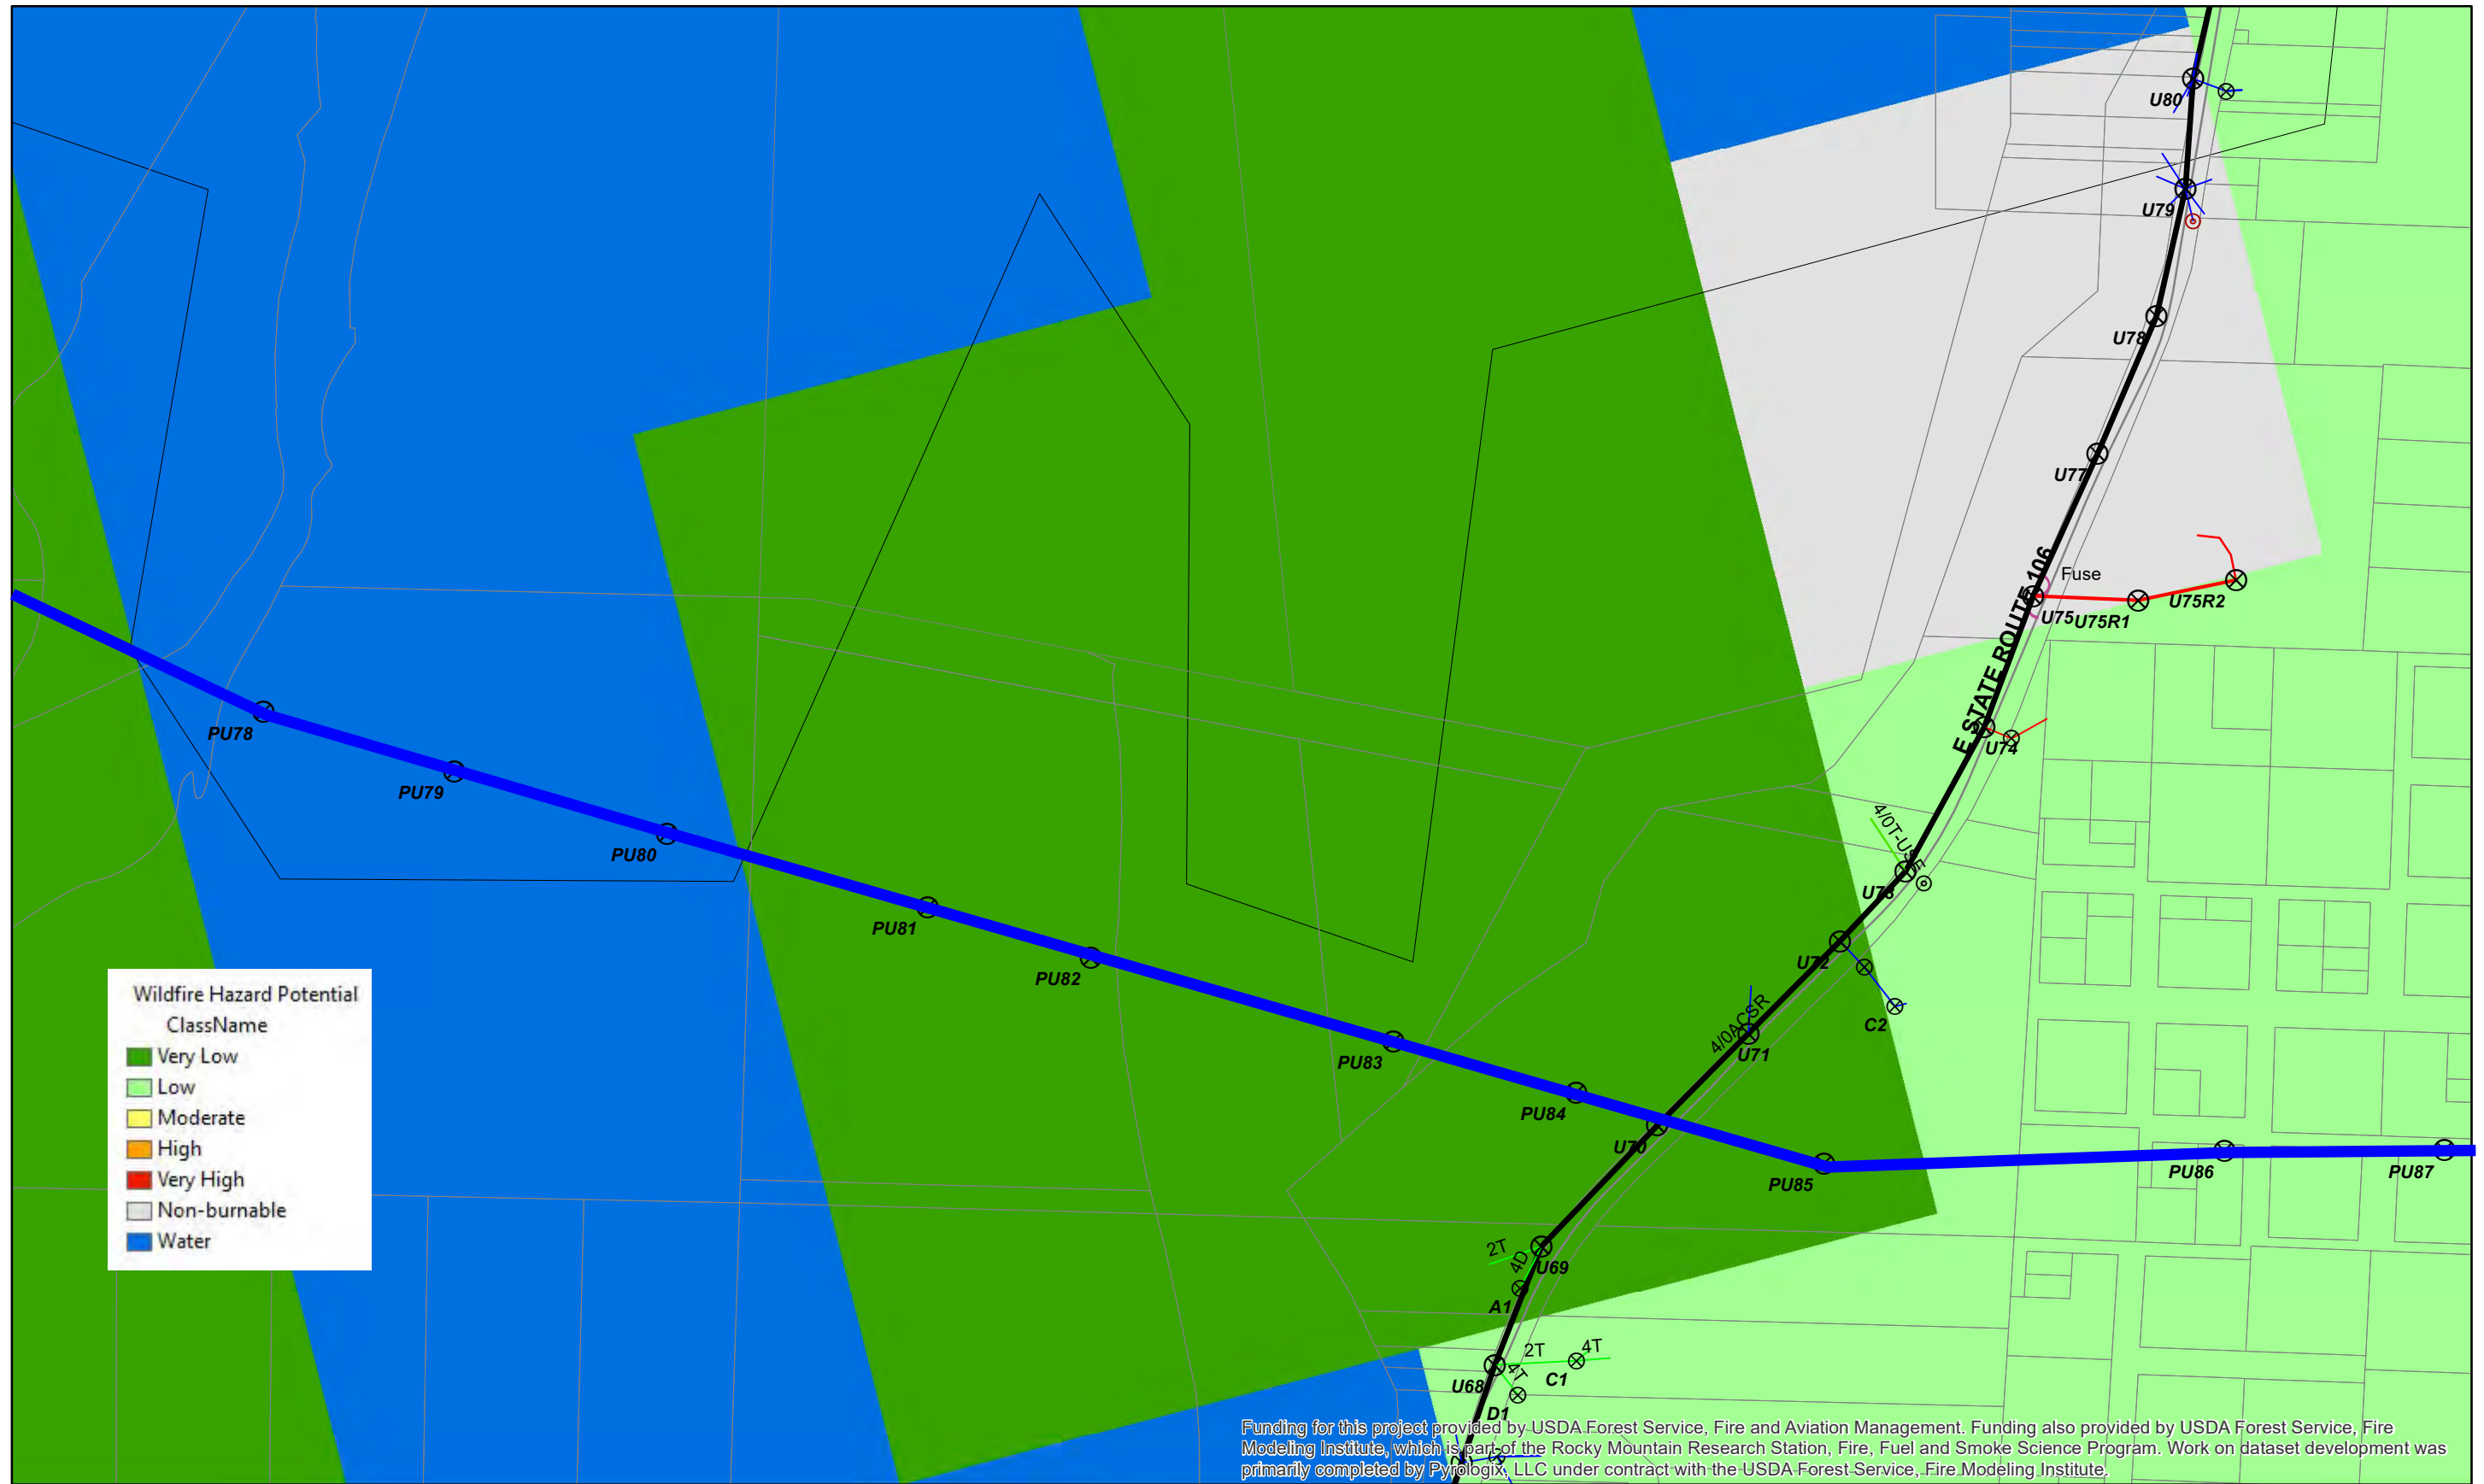 U80
U79
U78
U77
E STATE ROUTE 106
Fuse
U75
U75R1
U75R2
U74
4/0T-USE
U73
U72
C2
4/0ACSR
U71
PU78
PU79
PU80
PU81
PU82
PU83
PU84
U70
PU85
PU86
PU87
2T
4D
U69
A1
2T
4T
4T
U68
C1
D1
Wildfire Hazard Potential
ClassName
Very Low
Low
Moderate
High
Very High
Non-burnable
Water
Funding for this project provided by USDA Forest Service, Fire and Aviation Management. Funding also provided by USDA Forest Service, Fire
Modeling Institute, which is part of the Rocky Mountain Research Station, Fire, Fuel and Smoke Science Program. Work on dataset development was
primarily completed by Pyrologix, LLC under contract with the USDA Forest Service, Fire Modeling Institute.